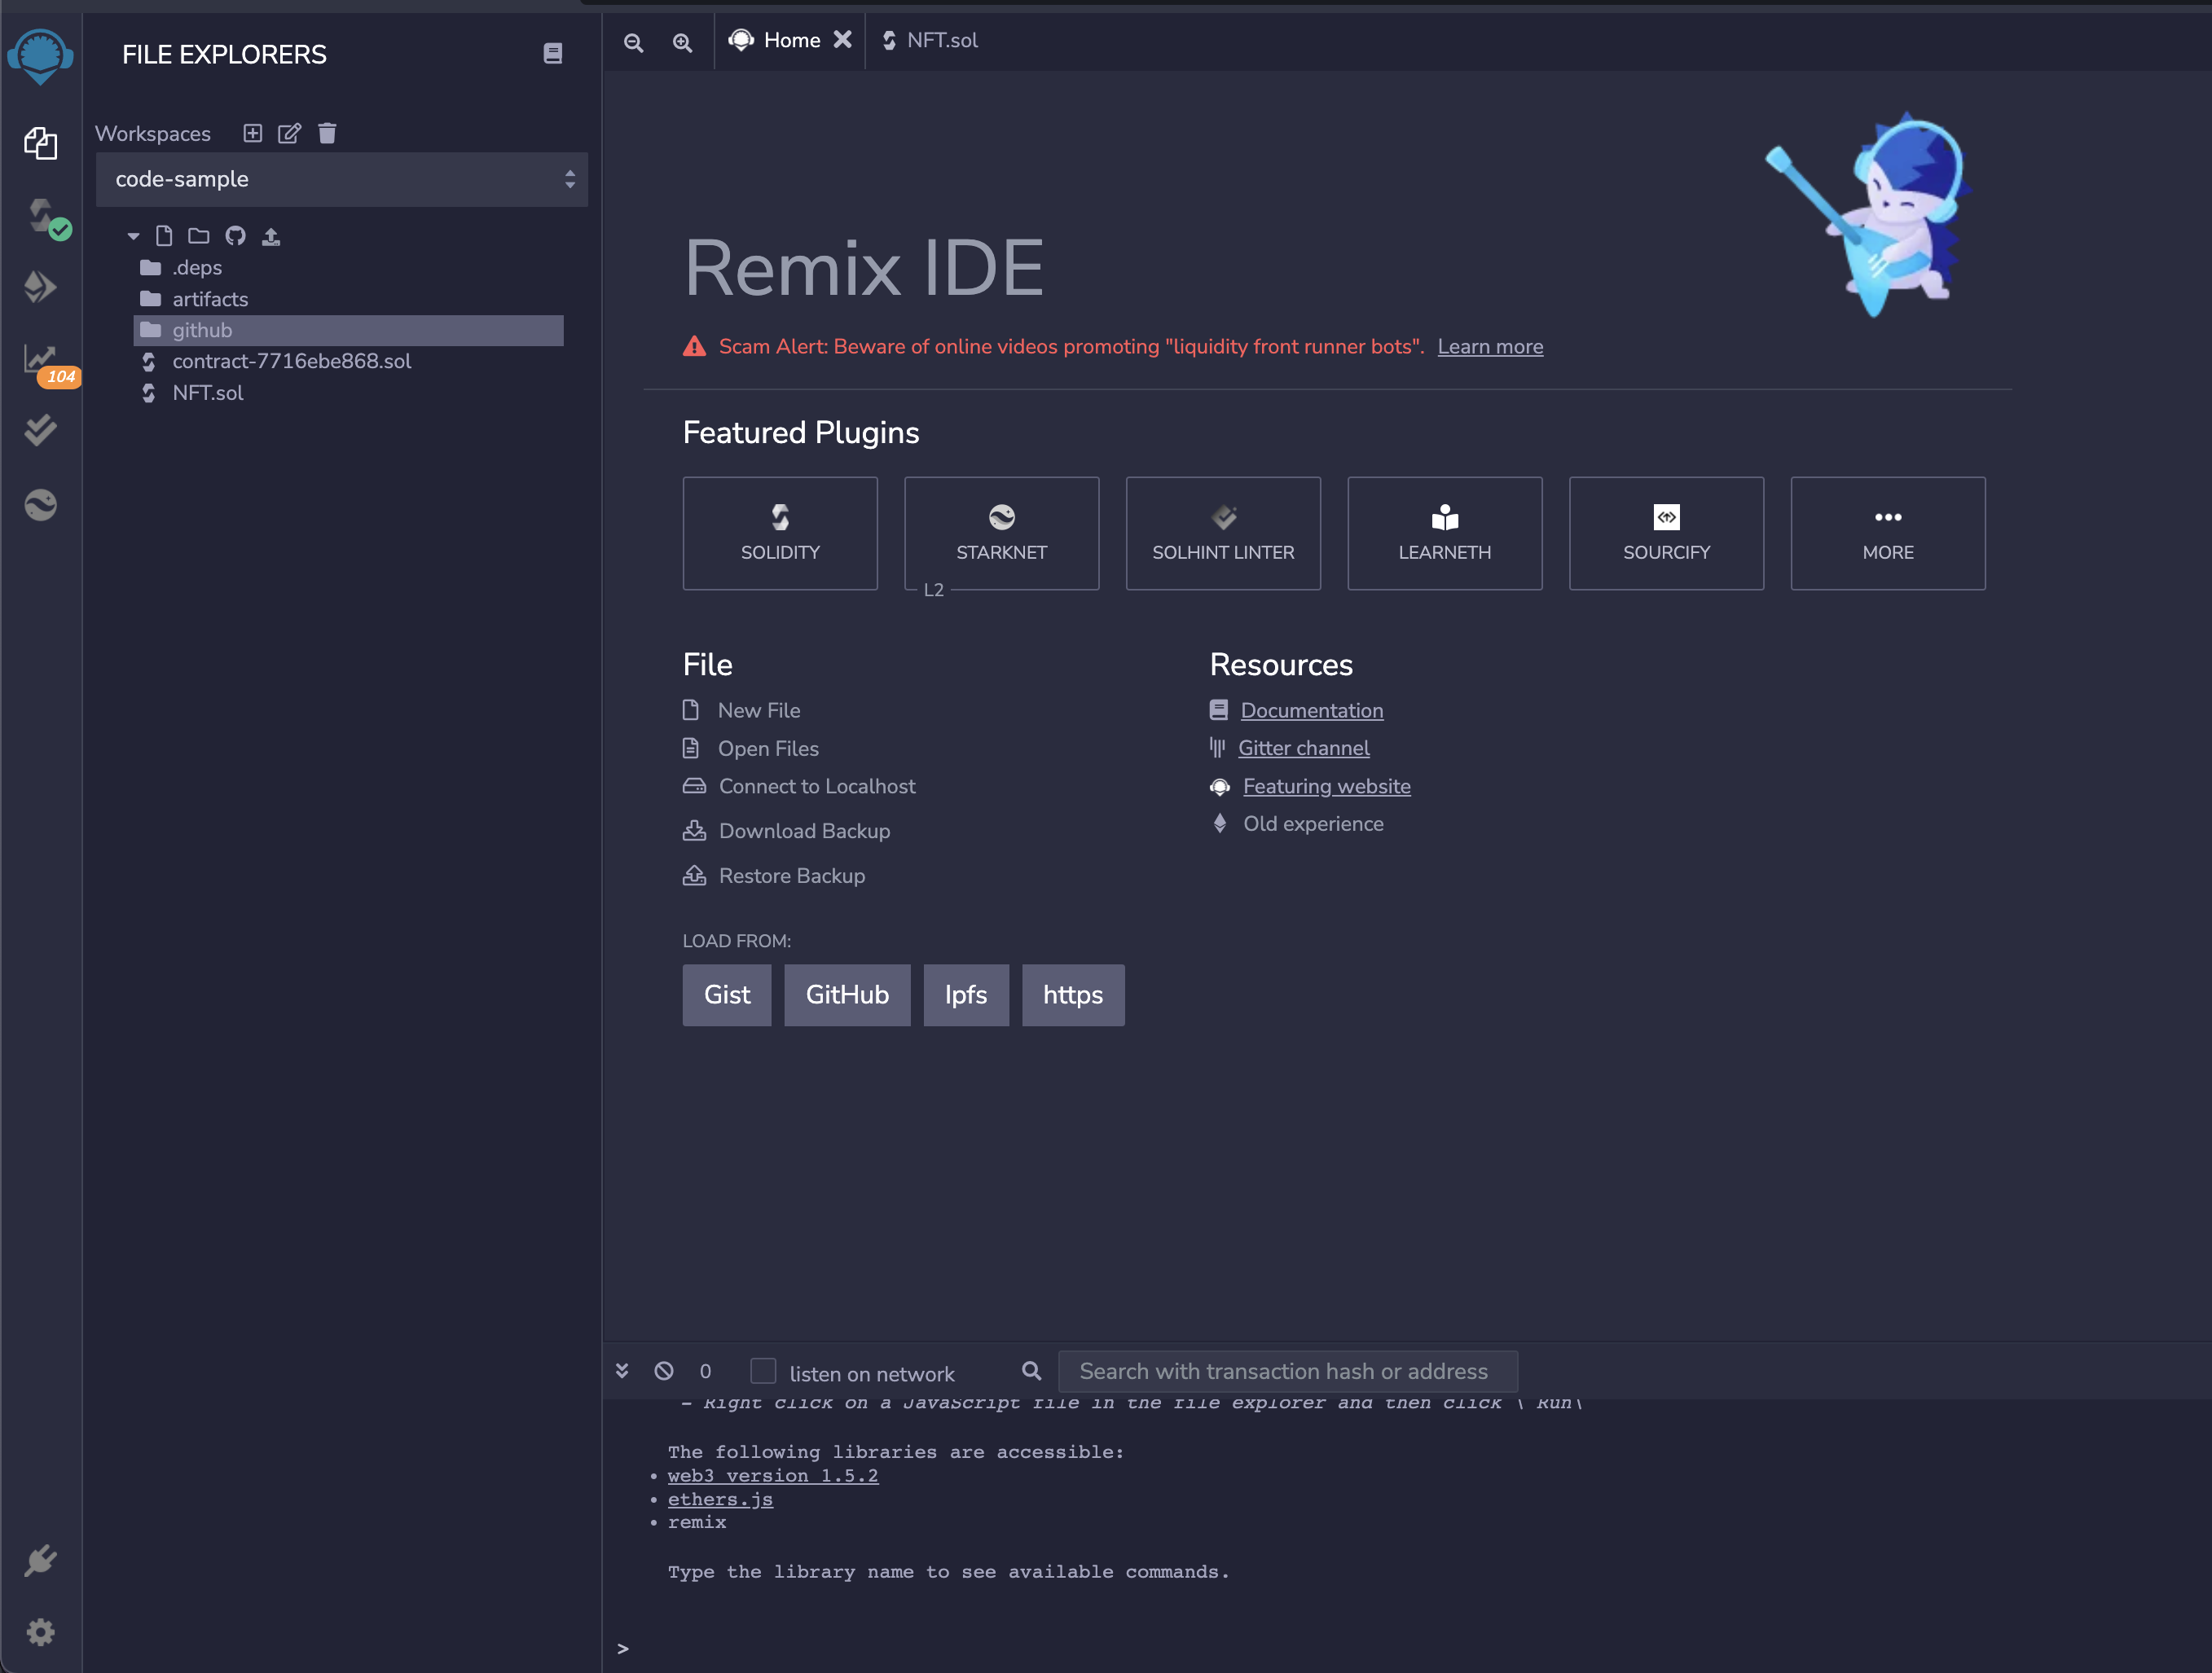 FILE EXPLORERS
Workspaces
code-sample
.deps
artifacts
github
contract-7716ebe868.sol
NFT.sol
104
Home
NFT.sol
Remix IDE
Scam Alert: Beware of online videos promoting "liquidity front runner bots". Learn more
Featured Plugins
SOLIDITY
STARKNET
L2
SOLHINT LINTER
LEARNETH
SOURCIFY
MORE
File
New File
Open Files
Connect to Localhost
Download Backup
Restore Backup
LOAD FROM:
Gist
GitHub
Ipfs
https
Resources
Documentation
Gitter channel
Featuring website
Old experience
0
listen on network
Search with transaction hash or address
- Right click on a JavaScript file in the file explorer and then click \`Run\`
The following libraries are accessible:
• web3 version 1.5.2
• ethers.js
• remix
Type the library name to see available commands.
>